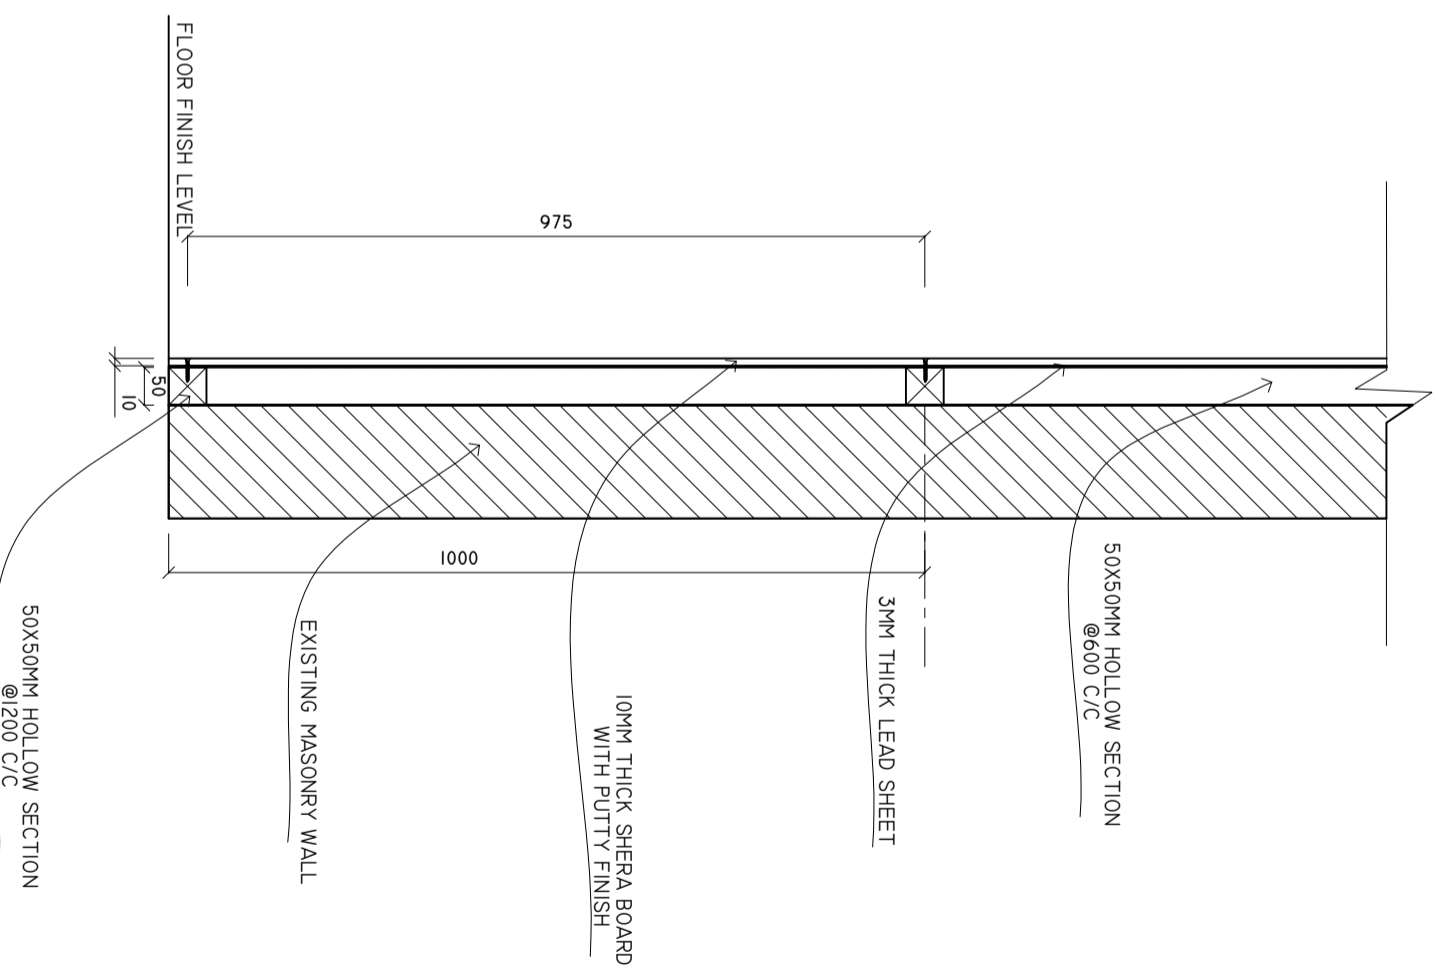 FLOOR FINISH LEVEL
975
50
10
1000
50X50MM HOLLOW SECTION
@600 C/C
3MM THICK LEAD SHEET
10MM THICK SHERA BOARD
WITH PUTTY FINISH
EXISTING MASONRY WALL
50X50MM HOLLOW SECTION
@1200 C/C